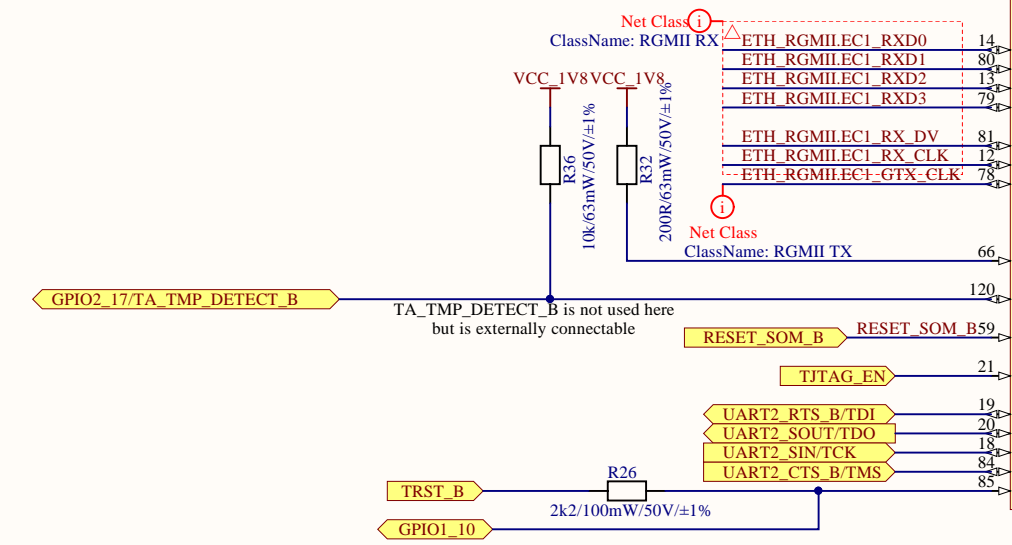 Net Class
i
ClassName: RGMII RX
ETH_RGMII.EC1_RXD0
14
ETH_RGMII.EC1_RXD1
80
VCC_1V8
VCC_1V8
ETH_RGMII.EC1_RXD2
13
ETH_RGMII.EC1_RXD3
79
R36
10k/63mW/50V/±1%
R32
200R/63mW/50V/±1%
ETH_RGMII.EC1_RX_DV
81
ETH_RGMII.EC1_RX_CLK
12
ETH_RGMII.EC1_GTX_CLK
78
i
Net Class
ClassName: RGMII TX
66
GPIO2_17/TA_TMP_DETECT_B
120
TA_TMP_DETECT_B is not used here
but is externally connectable
RESET_SOM_B
RESET_SOM_B
59
TJTAG_EN
21
UART2_RTS_B/TDI
19
UART2_SOUT/TDO
20
UART2_SIN/TCK
18
UART2_CTS_B/TMS
84
TRST_B
R26
2k2/100mW/50V/±1%
85
GPIO1_10